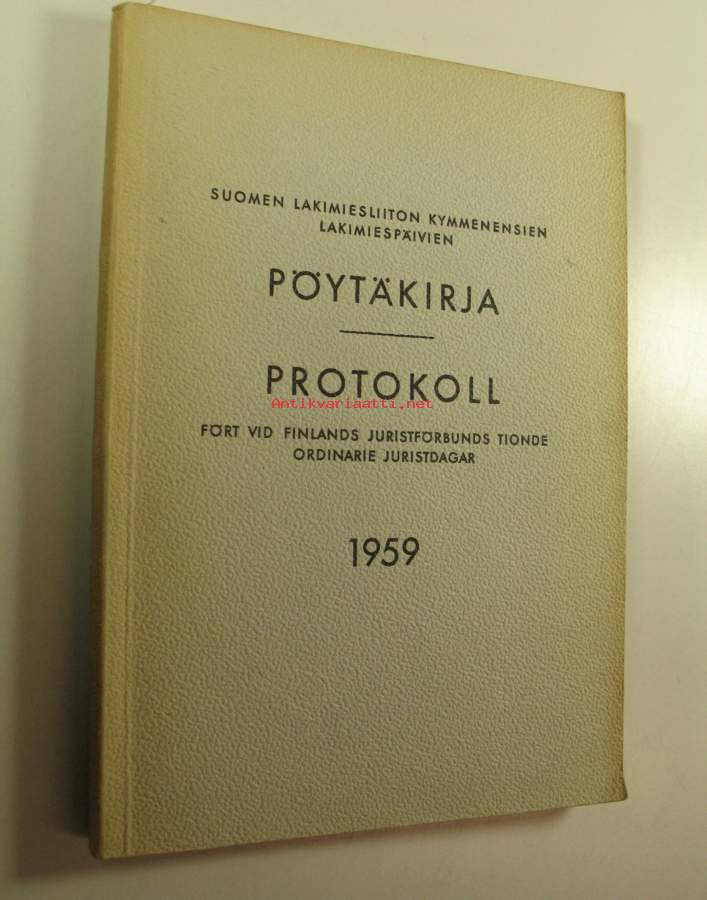 SUOMEN LAKIMIESLIITON KYMMENENSIEN
LAKIMIESPÄIVIEN
PÖYTÄKIRJA
PROTOKOLL
Antikvariaatti.net
FÖRT VID FINLANDS JURISTFÖRBUNDS TIONDE
ORDINARIE JURISTDAGAR
1959